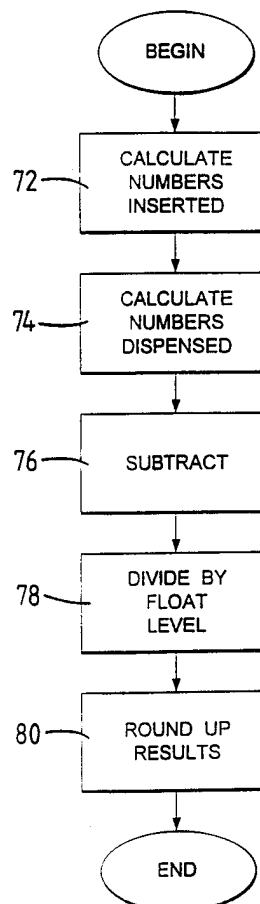 BEGIN
72
CALCULATE
NUMBERS
INSERTED
74
CALCULATE
NUMBERS
DISPENSED
76
SUBTRACT
78
DIVIDE BY
FLOAT
LEVEL
80
ROUND UP
RESULTS
END